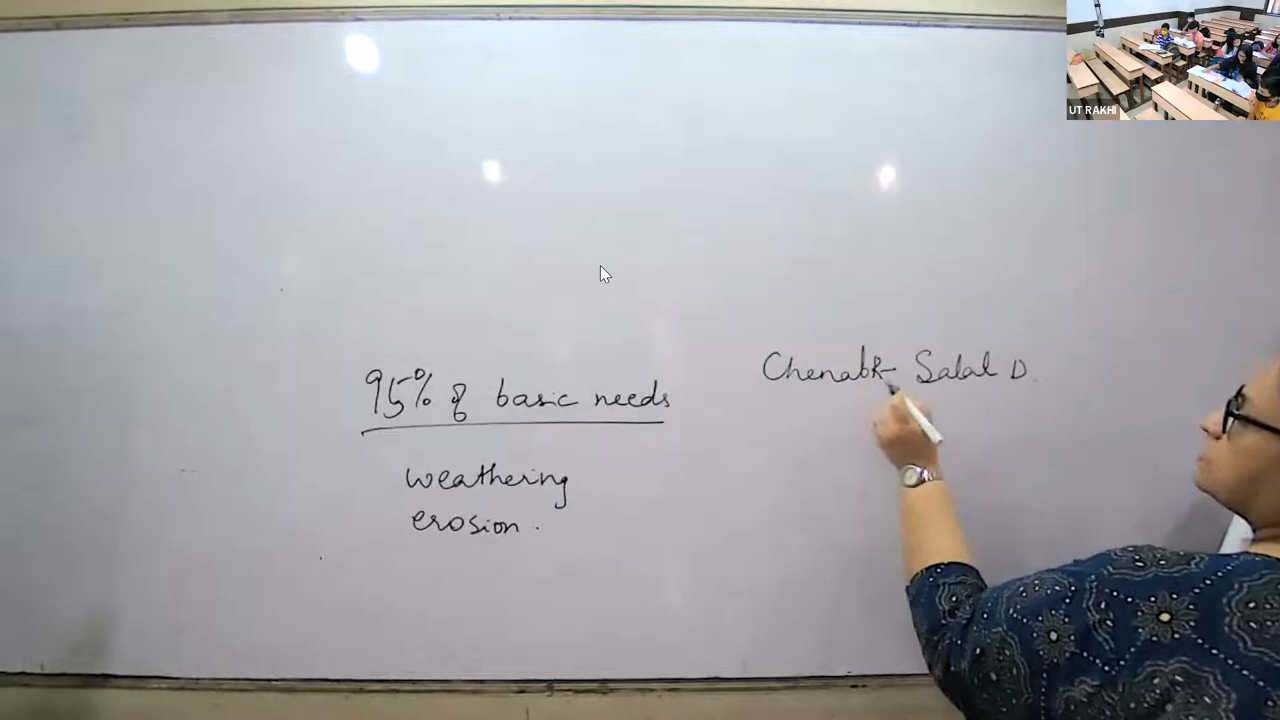 95% of basic needs
weathering
erosion.
Chenab R- Salal D.
UT RAKHI